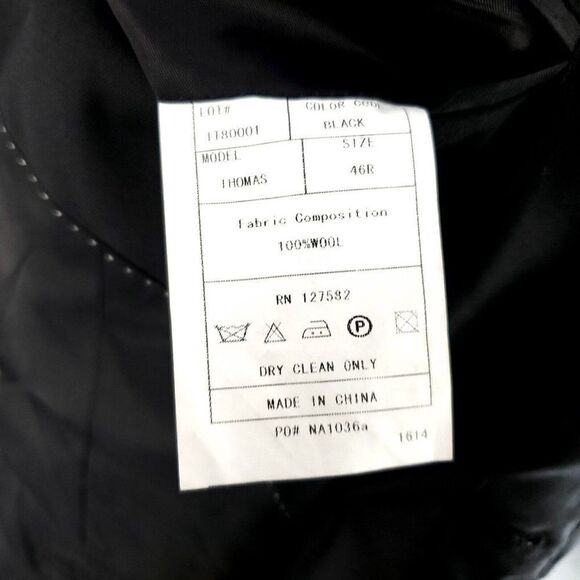 LOT#
COLOR CODE
IT80001
BLACK
MODEL
SIZE
THOMAS
46R
Fabric Composition
100%WOOL
RN 127582
P
DRY CLEAN ONLY
MADE IN CHINA
PO# NA1036a
1614